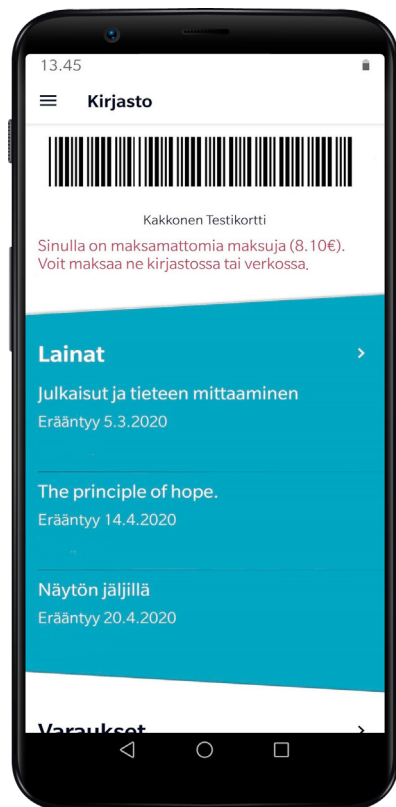 13.45
Kirjasto
Kakkonen Testikortti
Sinulla on maksamattomia maksuja (8.10€).
Voit maksaa ne kirjastossa tai verkossa.
Lainat
Julkaisut ja tieteen mittaaminen
Erääntyy 5.3.2020
The principle of hope.
Erääntyy 14.4.2020
Näytön jäljillä
Erääntyy 20.4.2020
Varaukset